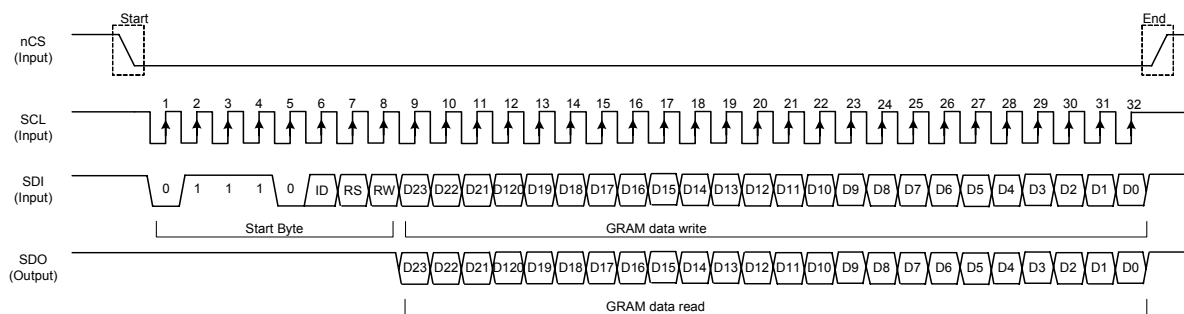 Start End
nCS
(Input)
1 2 3 4 5 6 7 8 9 10 11 12 13 14 15 16 17 18 19 20 21 22 23 24 25 26 27 28 29 30 31 32
SCL
(Input)
SDI
(Input)
0 1 1 1 0 ID RS RW D23 D22 D21 D120 D19 D18 D17 D16 D15 D14 D13 D12 D11 D10 D9 D8 D7 D6 D5 D4 D3 D2 D1 D0
Start Byte GRAM data write
SDO
(Output)
D23 D22 D21 D120 D19 D18 D17 D16 D15 D14 D13 D12 D11 D10 D9 D8 D7 D6 D5 D4 D3 D2 D1 D0
GRAM data read